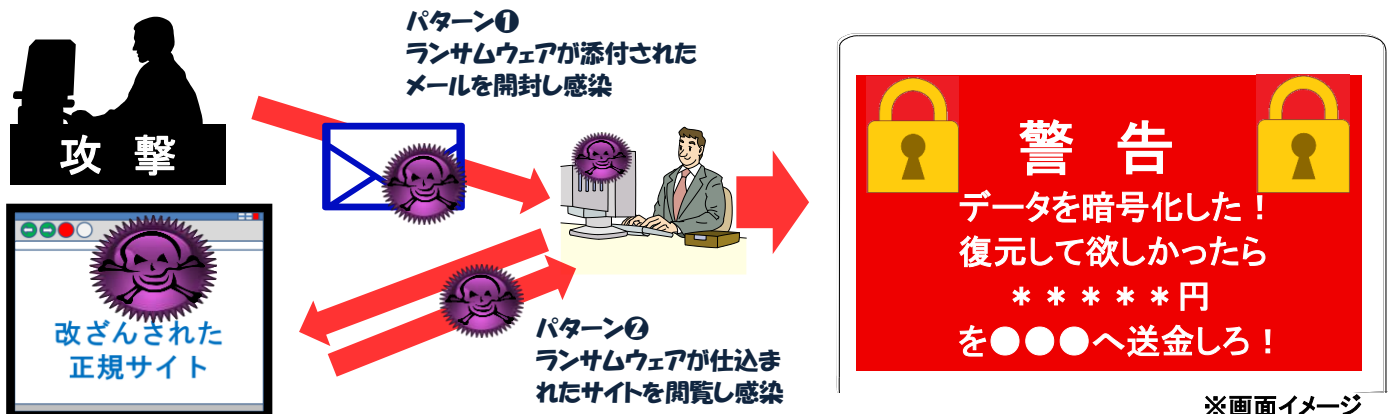 パターン❶
ランサムウェアが添付された
メールを開封し感染
攻 撃
改ざんされた
正規サイト
パターン❷
ランサムウェアが仕込ま
れたサイトを閲覧し感染
警 告
データを暗号化した！
復元して欲しかったら
＊＊＊＊＊円
を●●●へ送金しろ！
※画面イメージ